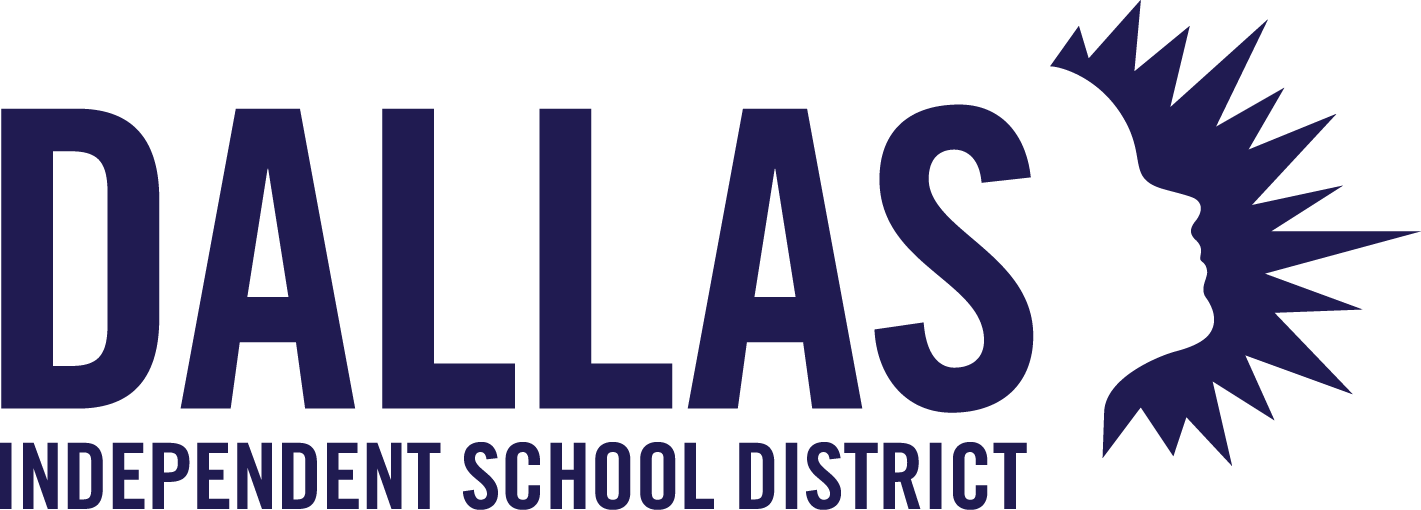 DALLAS
INDEPENDENT SCHOOL DISTRICT